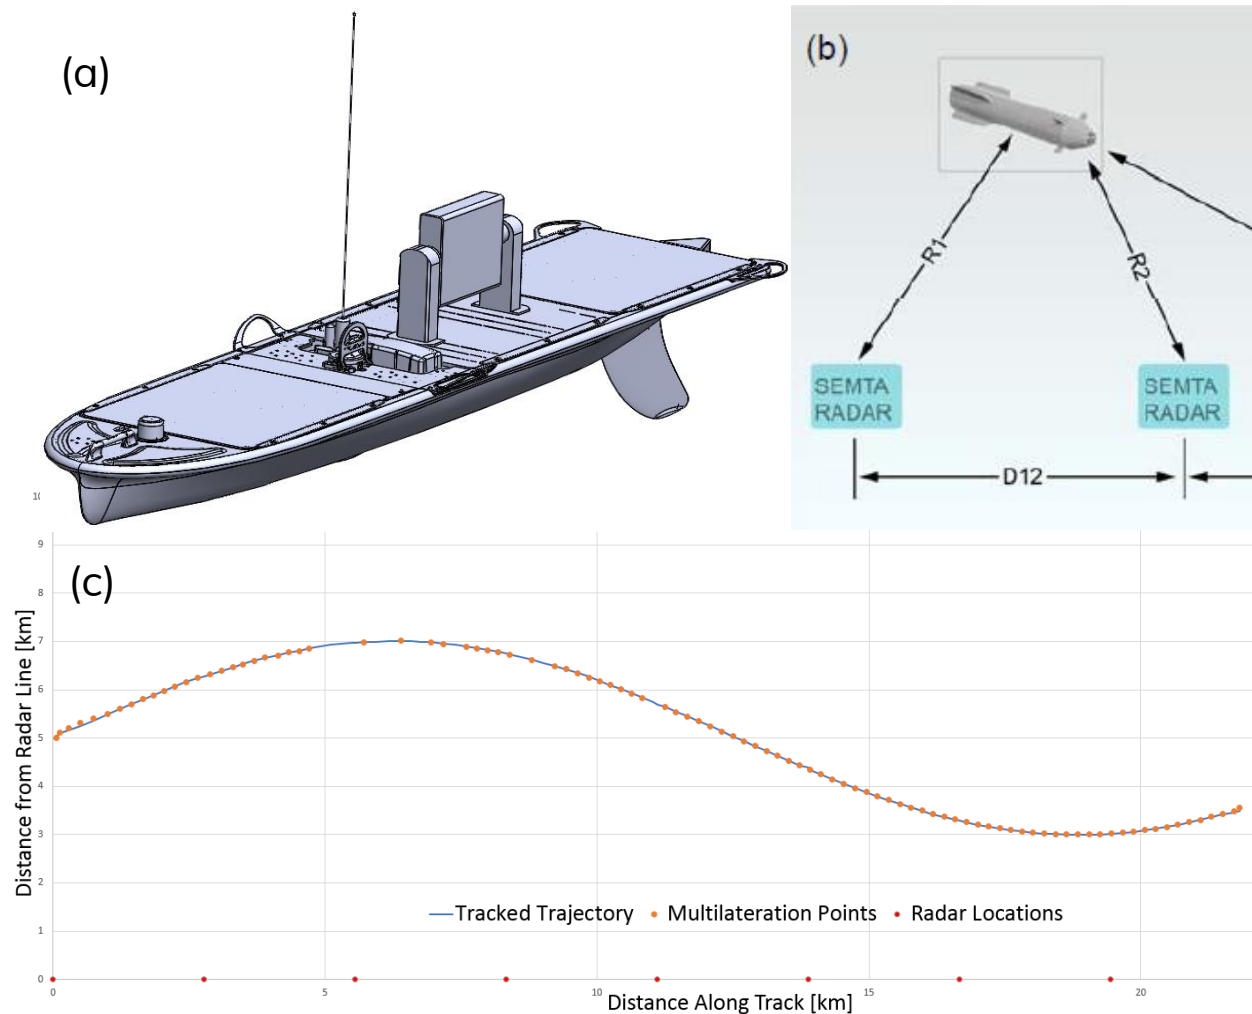 (a)
(b)
R1
R2
SEMTA
RADAR
SEMTA
RADAR
D12
10
(c)
9
8
7
6
5
4
3
2
1
0
Distance from Radar Line [km]
Tracked Trajectory
Multilateration Points
Radar Locations
0
5
10
15
20
Distance Along Track [km]